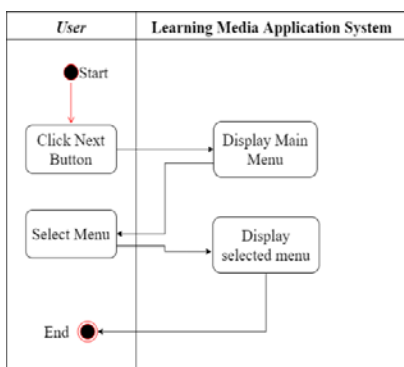 User
Learning Media Application System
Start
Click Next
Button
Display Main
Menu
Select Menu
Display
selected menu
End